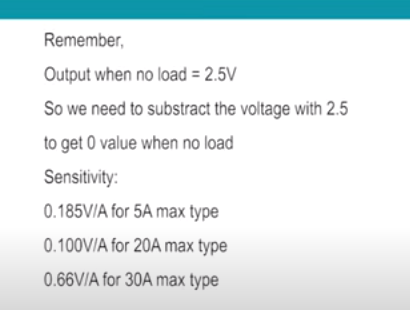 Remember,
Output when no load = 2.5V
So we need to substract the voltage with 2.5
to get 0 value when no load
Sensitivity:
0.185V/A for 5A max type
0.100V/A for 20A max type
0.66V/A for 30A max type